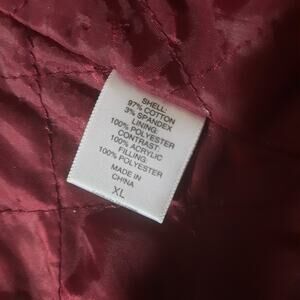 SHELL:
97% COTTON
3% SPANDEX
LINING:
100% POLYESTER
CONTRAST:
100% ACRYLIC
FILLING:
100% POLYESTER
MADE IN
CHINA
XL